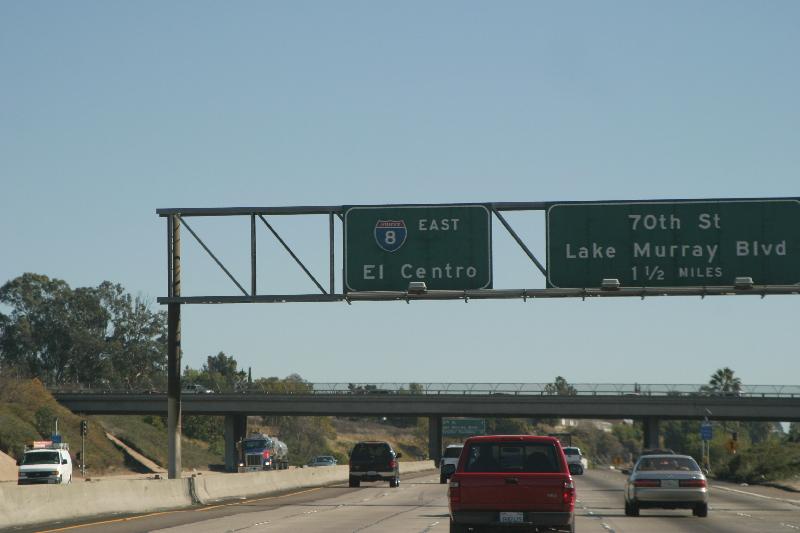 8 EAST
El Centro
70th St
Lake Murray Blvd
1 1/2 MILES